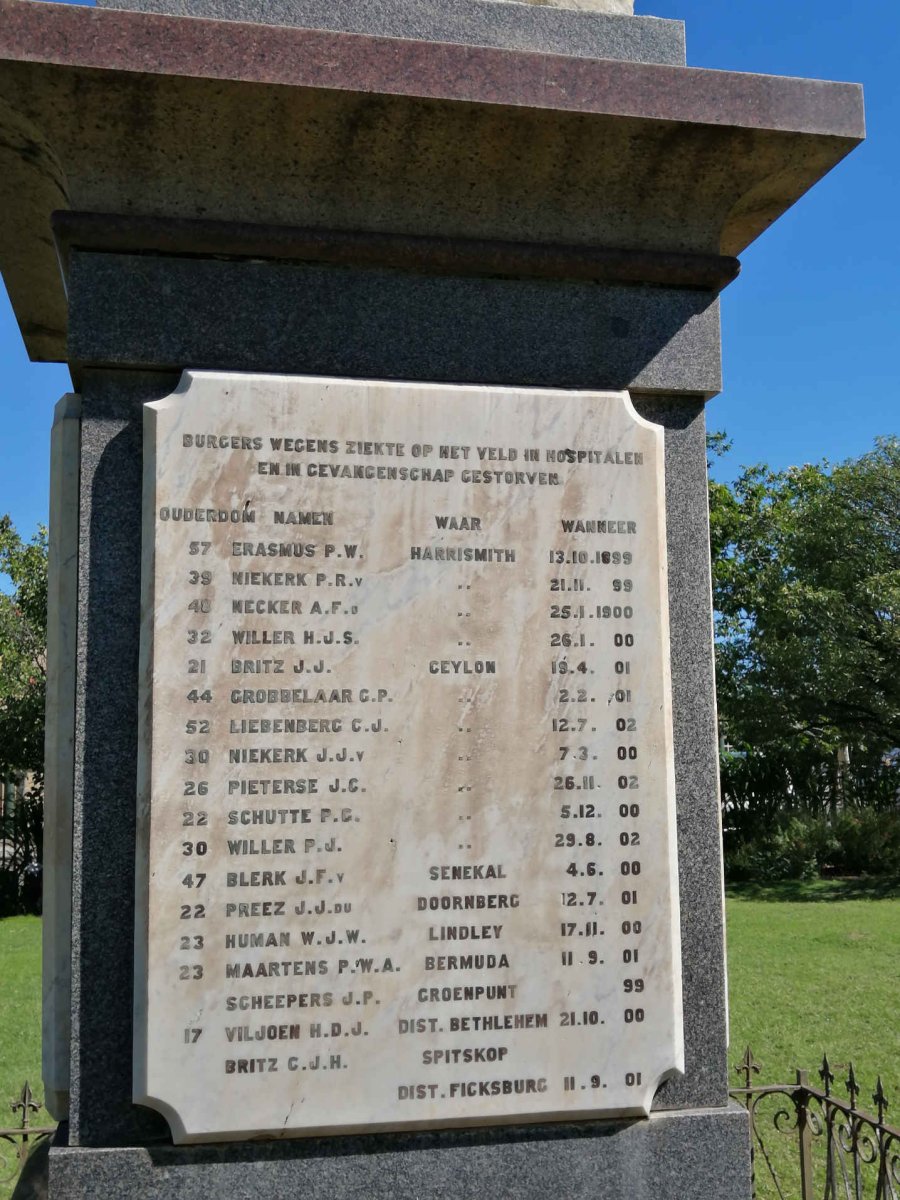 BURGERS WEGENS ZIEKTE OP HET VELD IN HOSPITALEN
EN IN GEVANGENSCHAP GESTORVEN
OUDERDOM NAMEN WAAR WANNEER
57 ERASMUS P.W. HARRISMITH 13.10.1899
39 NIEKERK P.R.V ,, 21.11. 99
48 NECKER A.F.D ,, 25.1.1900
32 WILLER H.J.S. ,, 26.1. 00
21 BRITZ J.J. CEYLON 19.4. 01
44 GROBBELAAR C.P. ,, 2.2. 01
52 LIEBENBERG C.J. ,, 12.7. 02
30 NIEKERK J.J.V ,, 7.3. 00
26 PIETERSE J.C. ,, 26.11. 02
22 SCHUTTE P.G. ,, 5.12. 00
30 WILLER P.J. ,, 29.8. 02
47 BLERK J.F.V SENEKAL 4.6. 00
22 PREEZ J.J.DU DOORNBERG 12.7. 01
23 HUMAN W.J.W. LINDLEY 17.11. 00
23 MAARTENS P.W.A. BERMUDA 11.9. 01
SCHEEPERS J.P. GROENPUNT 99
17 VILJOEN H.D.J. DIST. BETHLEHEM 21.10. 00
BRITZ C.J.H. SPITSKOP
DIST. FICKSBURG 11.9. 01